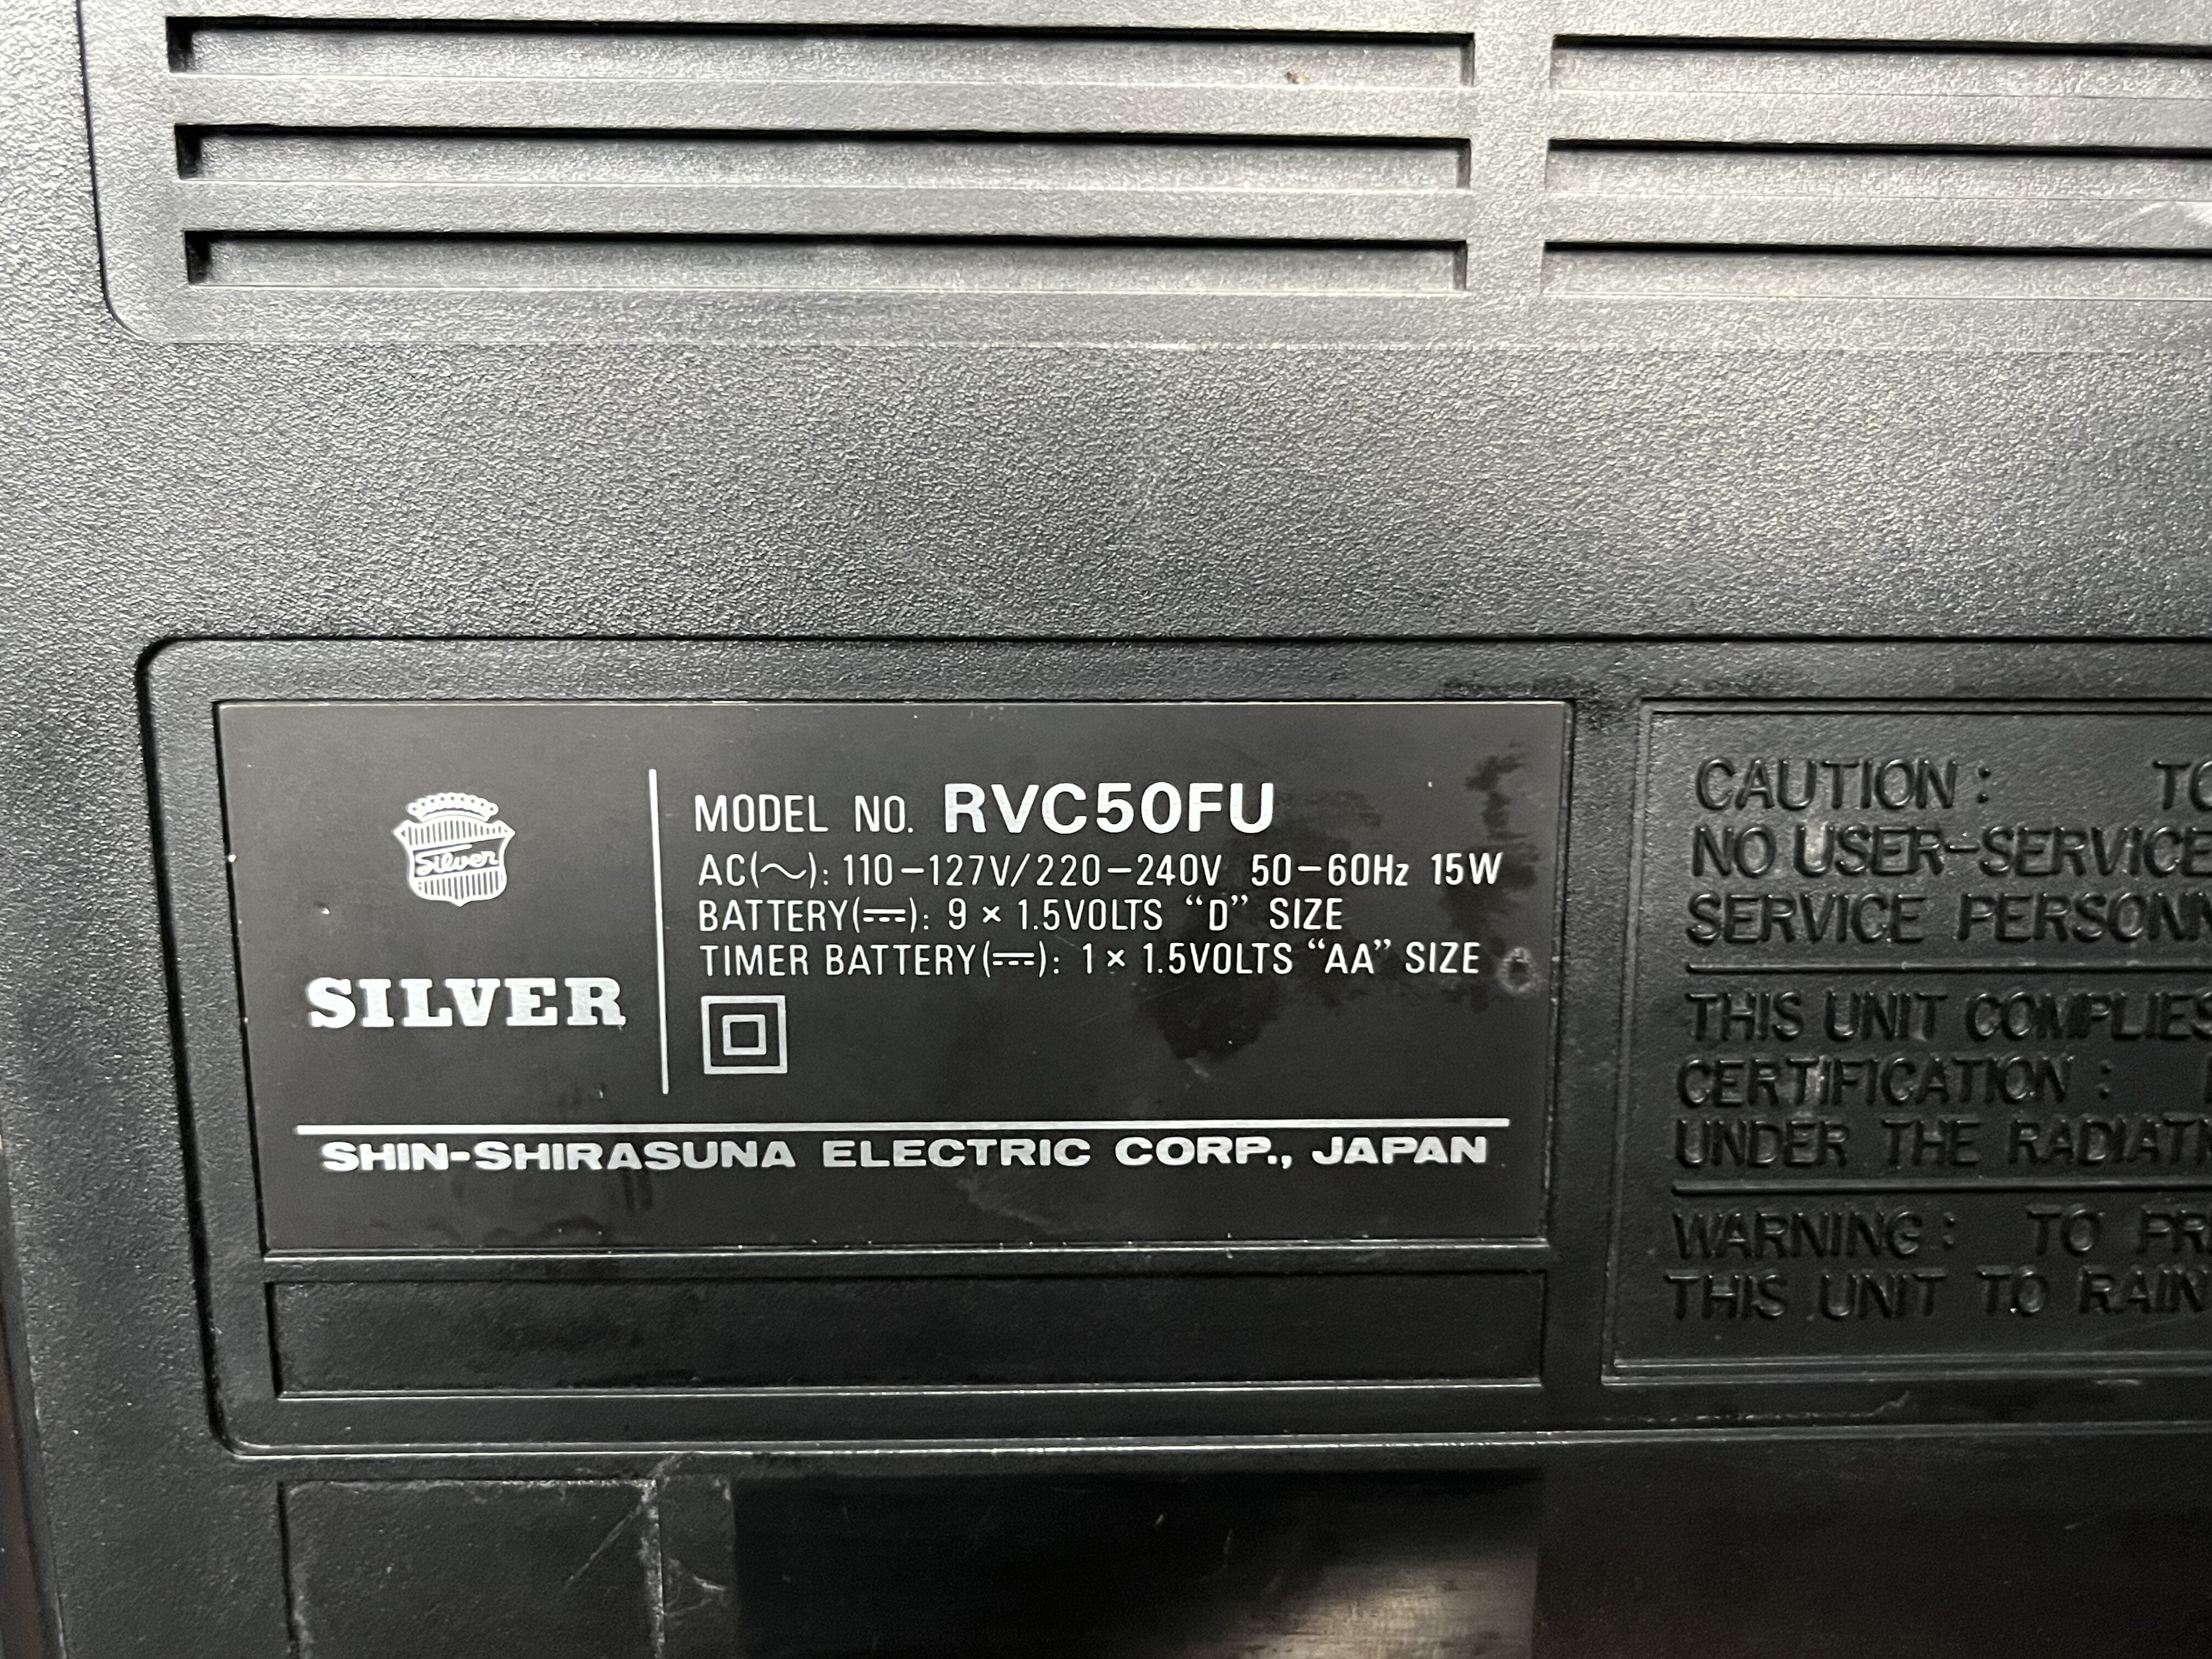 Silver
SILVER
MODEL NO. RVC50FU
AC(～): 110-127V/220-240V 50-60Hz 15W
BATTERY(⎓): 9 × 1.5VOLTS “D” SIZE
TIMER BATTERY(⎓): 1 × 1.5VOLTS “AA” SIZE
SHIN-SHIRASUNA ELECTRIC CORP., JAPAN
CAUTION: TO
NO USER-SERVICE
SERVICE PERSONN
THIS UNIT COMPLIES
CERTIFICATION:
UNDER THE RADIAT
WARNING: TO PR
THIS UNIT TO RAIN